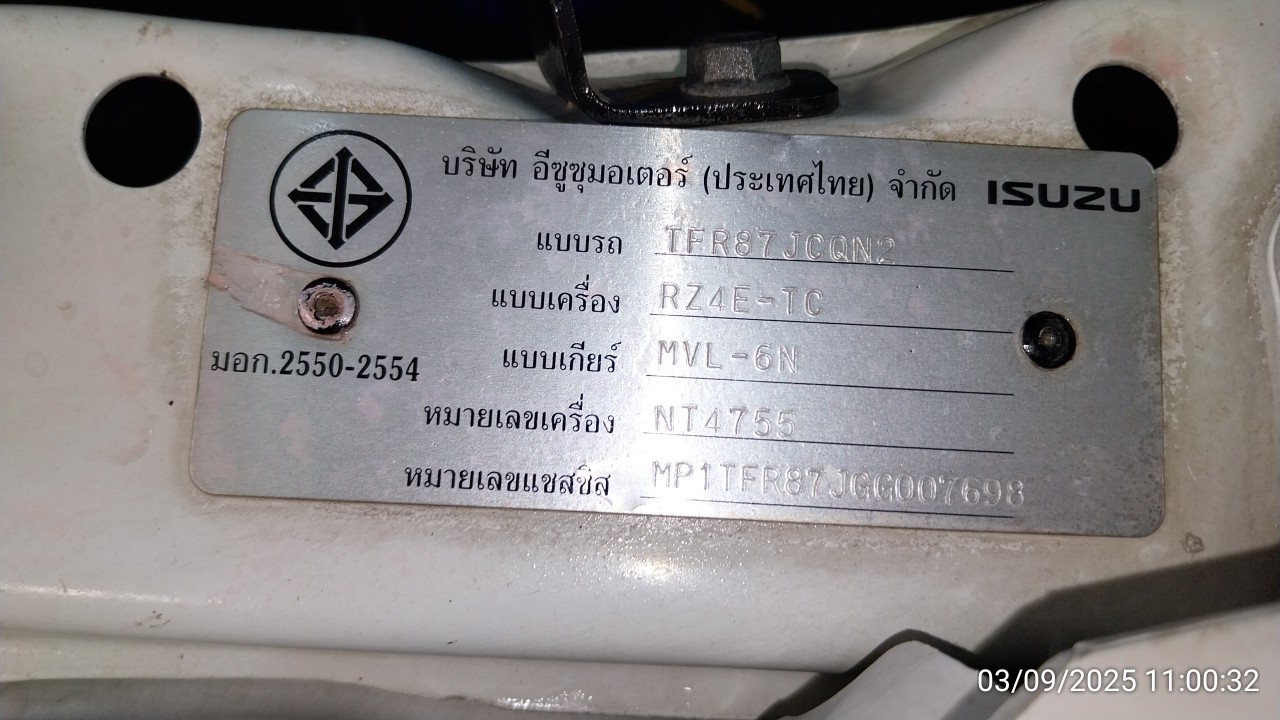 บริษัท อีซูซุมอเตอร์ (ประเทศไทย) จำกัด ISUZU
แบบรถ TFR87JCQN2
แบบเครื่อง RZ4E-TC
แบบเกียร์ MVL-6N
มอก.2550-2554
หมายเลขเครื่อง NT4755
หมายเลขแชสซิส MP1TFR87JGG007698
03/09/2025 11:00:32